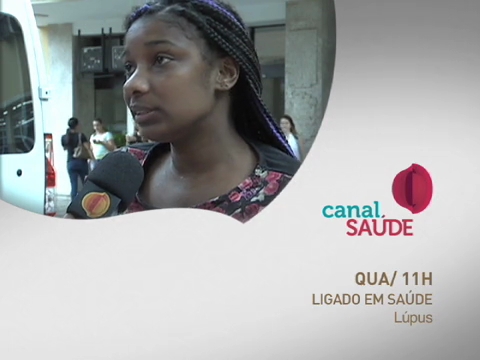 canal
SAÚDE
QUA/ 11H
LIGADO EM SAÚDE
Lúpus